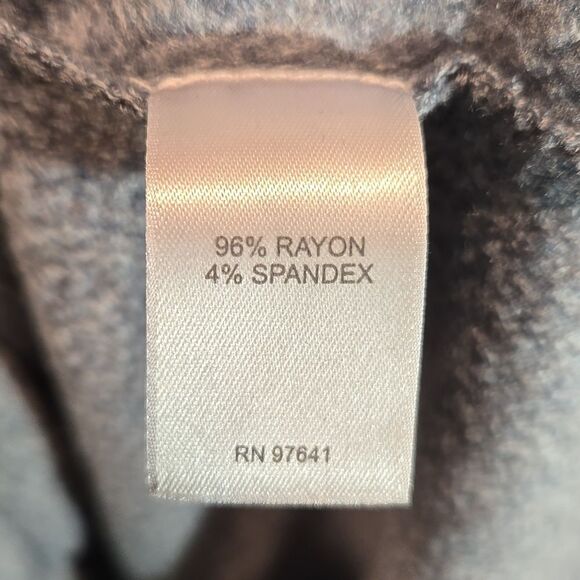 96% RAYON
4% SPANDEX
RN 97641